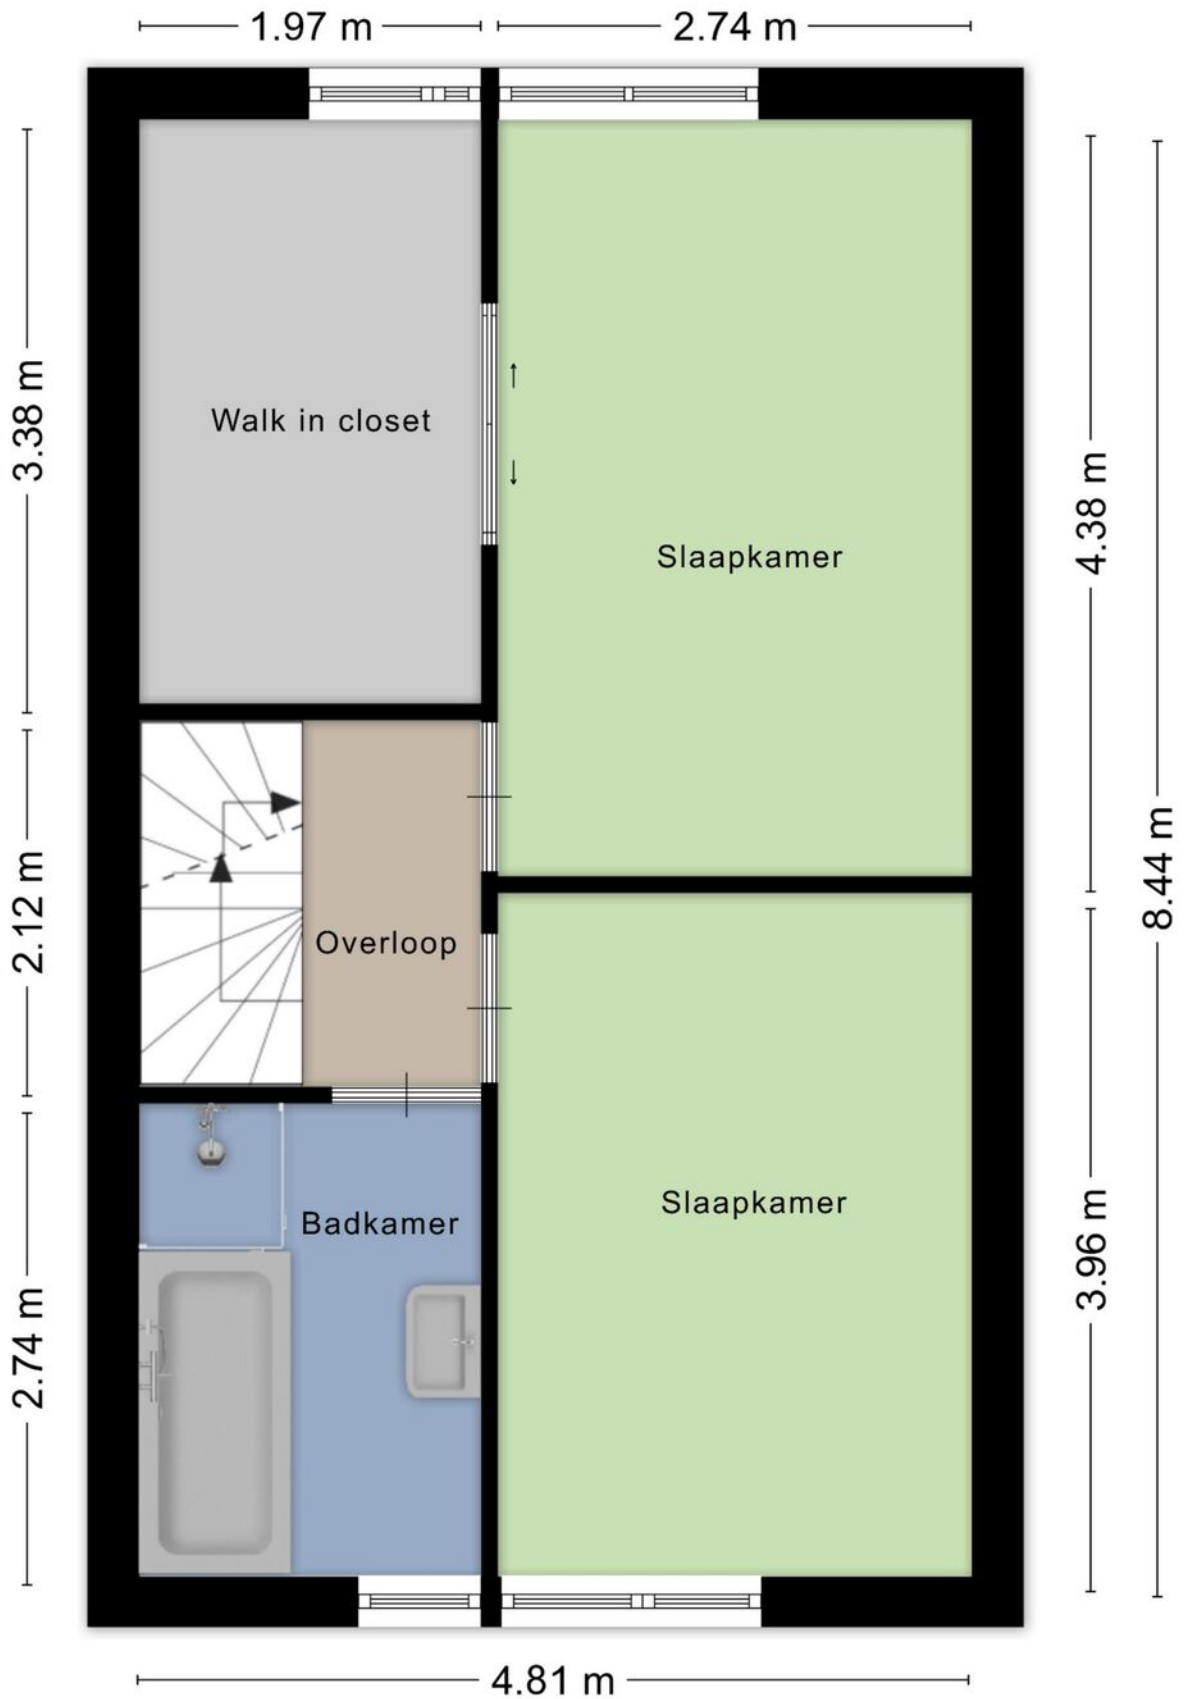 1.97 m
2.74 m
3.38 m
Walk in closet
4.38 m
Slaapkamer
8.44 m
2.12 m
Overloop
Slaapkamer
3.96 m
Badkamer
2.74 m
4.81 m